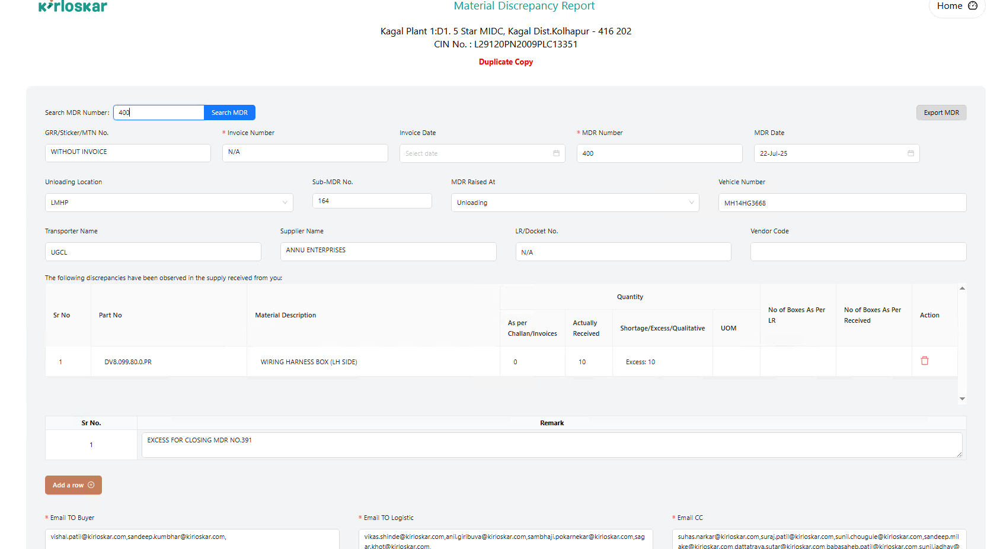 kirloskar
Material Discrepancy Report
Home
Kagal Plant 1:D1. 5 Star MIDC, Kagal Dist.Kolhapur - 416 202
CIN No. : L29120PN2009PLC13351
Duplicate Copy
Search MDR Number: 400 Search MDR Export MDR
GRR/Sticker/MTN No. * Invoice Number Invoice Date * MDR Number MDR Date
WITHOUT INVOICE N/A Select date 400 22-Jul-25
Unloading Location Sub-MDR No. MDR Raised At Vehicle Number
LMHP 164 Unloading MH14HG3668
Transporter Name Supplier Name LR/Docket No. Vendor Code
UGCL ANNU ENTERPRISES N/A
The following discrepancies have been observed in the supply received from you:
Quantity
Sr No Part No Material Description As per Challan/Invoices Actually Received Shortage/Excess/Qualitative UOM No of Boxes As Per LR No of Boxes As Per Received Action
1 DV8.099.80.0.PR WIRING HARNESS BOX (LH SIDE) 0 10 Excess: 10
Sr No. Remark
1 EXCESS FOR CLOSING MDR NO.391
Add a row
* Email TO Buyer * Email TO Logistic * Email CC
vishal.patil@kirloskar.com,sandeep.kumbhar@kirloskar.com,
vikas.shinde@kirloskar.com,anil.giribuva@kirloskar.com,sambhaji.pokarnekar@kirloskar.com,sag
ar.khot@kirloskar.com,
suhas.narkar@kirloskar.com,suraj.patil@kirloskar.com,sunil.chougule@kirloskar.com,sandeep.mil
ake@kirloskar.com,dattatraya.sutar@kirloskar.com,babasaheb.patil@kirloskar.com,sunil.jadhav@